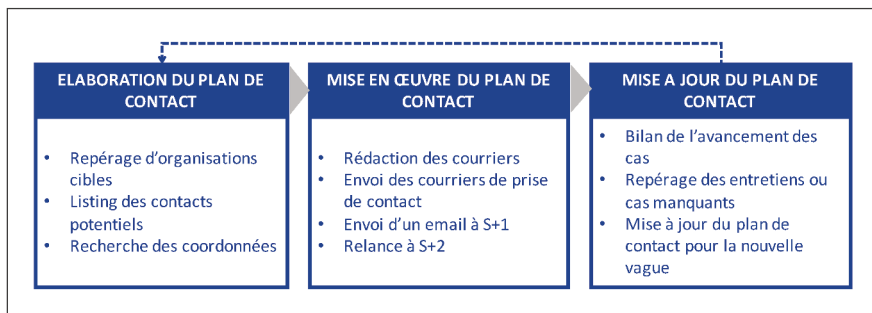 ELABORATION DU PLAN DE
CONTACT
• Repérage d'organisations
cibles
• Listing des contacts
potentiels
• Recherche des coordonnées
MISE EN ŒUVRE DU PLAN DE
CONTACT
• Rédaction des courriers
• Envoi des courriers de prise
de contact
• Envoi d'un email à S+1
• Relance à S+2
MISE A JOUR DU PLAN DE
CONTACT
• Bilan de l'avancement des
cas
• Repérage des entretiens ou
cas manquants
• Mise à jour du plan de
contact pour la nouvelle
vague